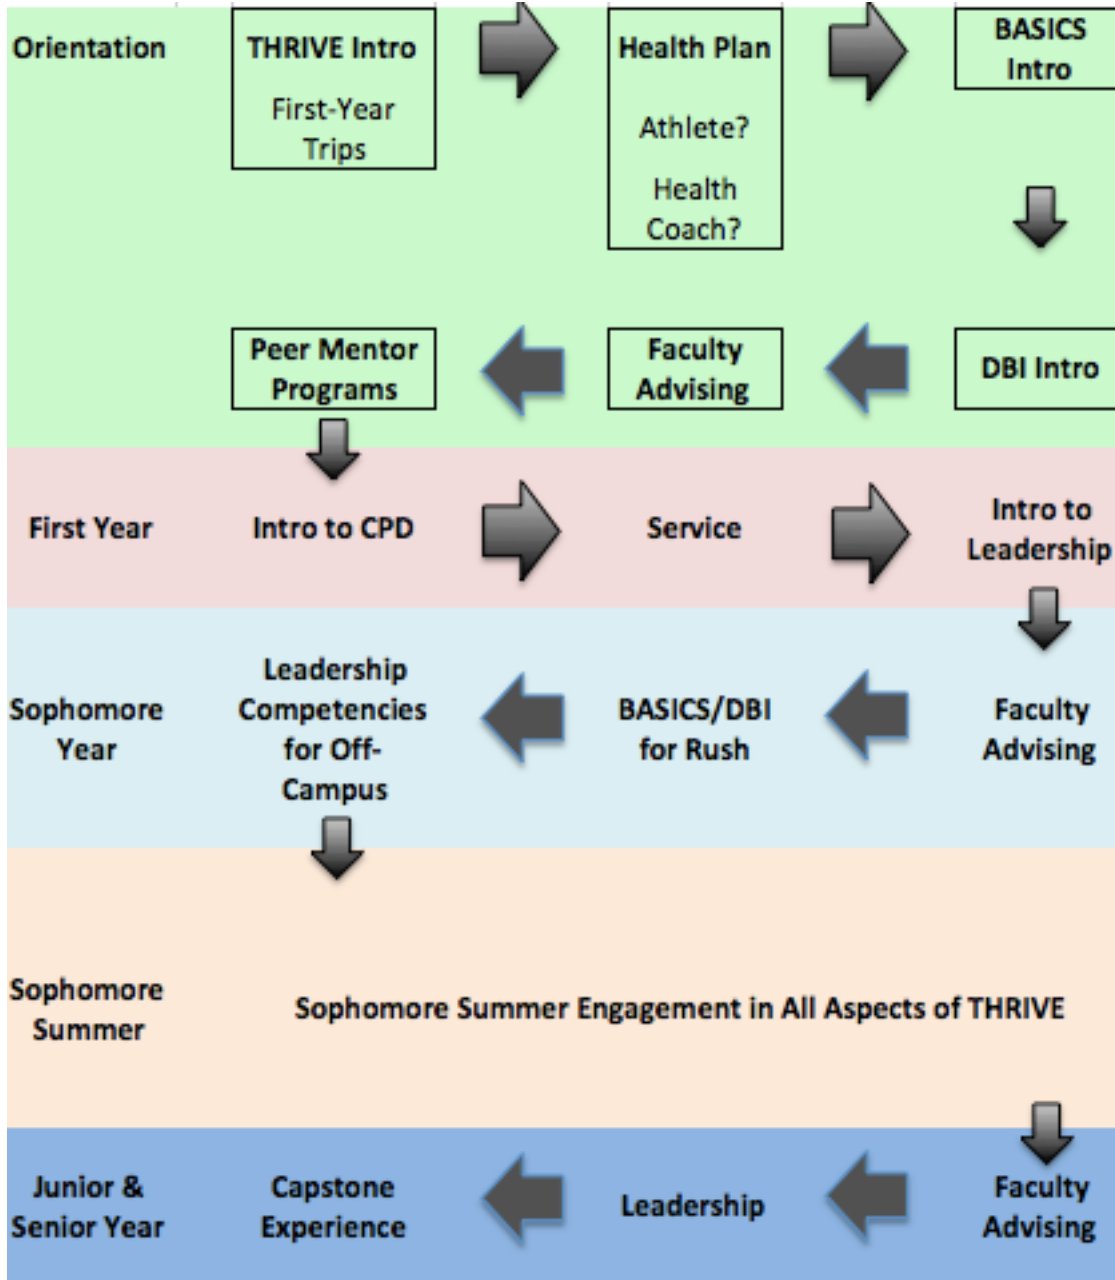 Orientation
THRIVE Intro
First-Year
Trips
Health Plan
Athlete?
Health
Coach?
BASICS
Intro
Peer Mentor
Programs
Faculty
Advising
DBI Intro
First Year
Intro to CPD
Service
Intro to
Leadership
Sophomore
Year
Leadership
Competencies
for Off-
Campus
BASICS/DBI
for Rush
Faculty
Advising
Sophomore
Summer
Sophomore Summer Engagement in All Aspects of THRIVE
Junior &
Senior Year
Capstone
Experience
Leadership
Faculty
Advising